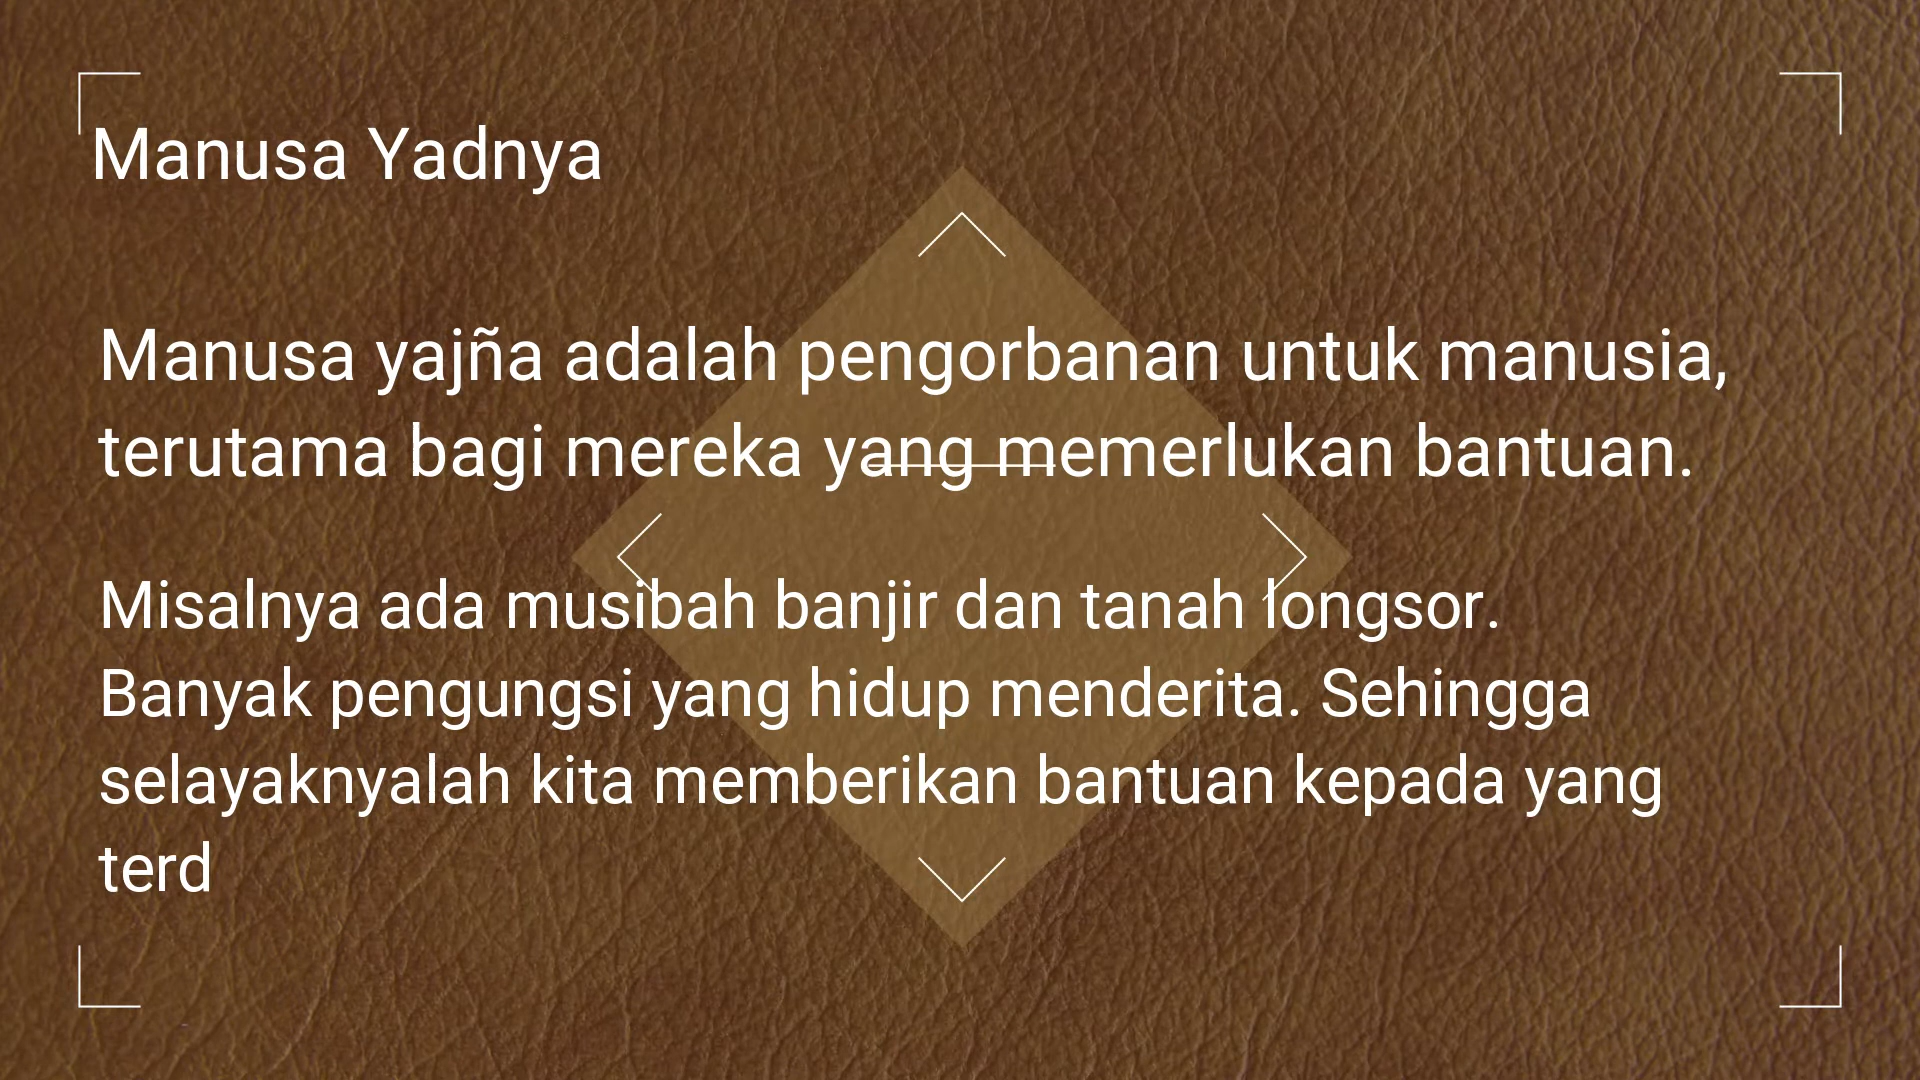 Manusa Yadnya
Manusa yajña adalah pengorbanan untuk manusia,
terutama bagi mereka yang memerlukan bantuan.
Misalnya ada musibah banjir dan tanah longsor.
Banyak pengungsi yang hidup menderita. Sehingga
selayaknyalah kita memberikan bantuan kepada yang
terd